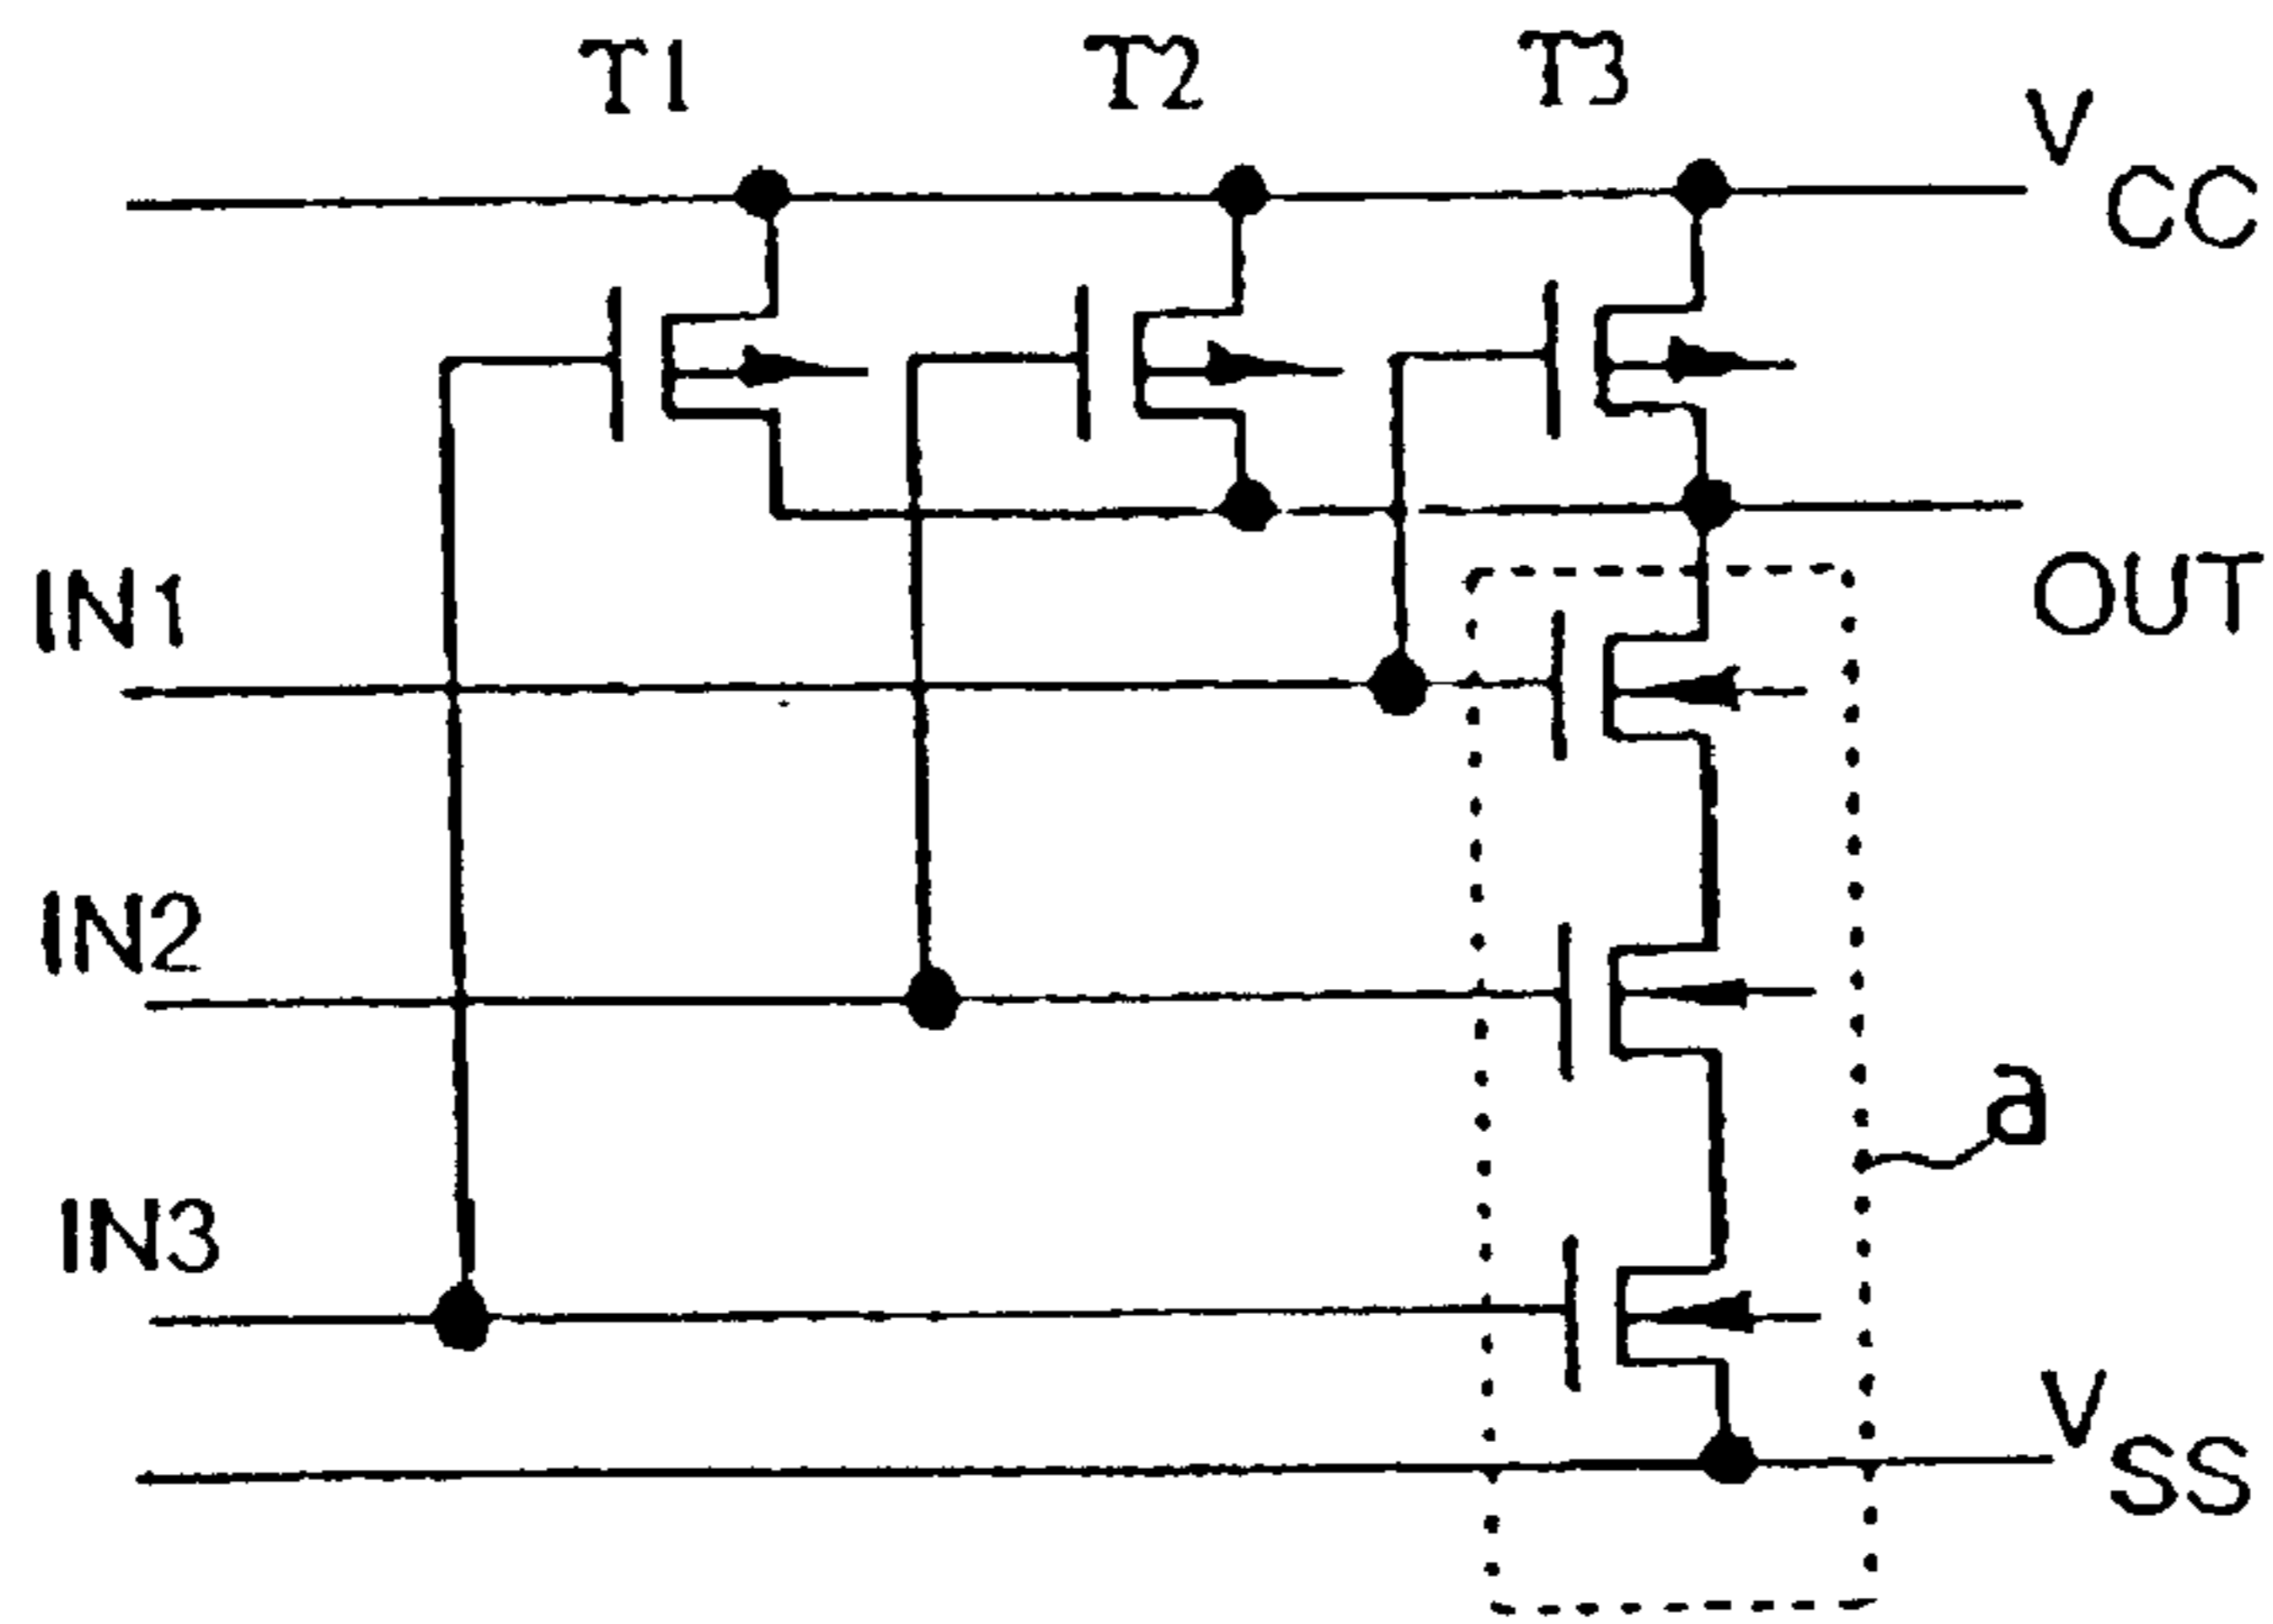 T1 T2 T3
VCC
IN1
OUT
IN2
a
IN3
VSS